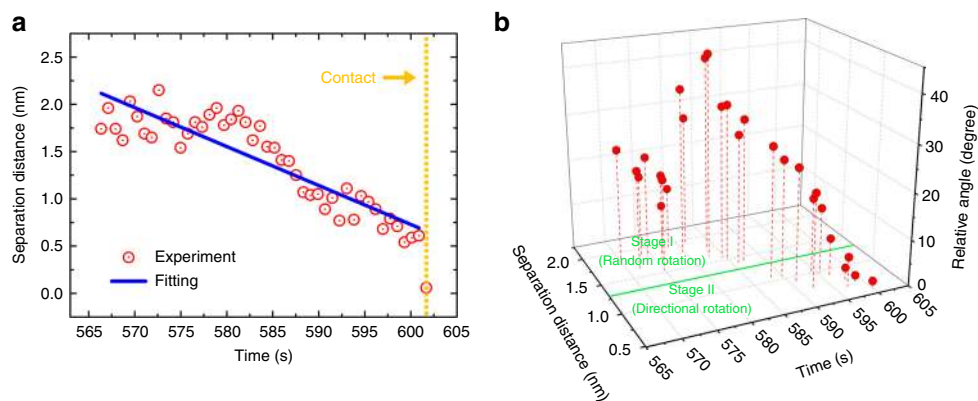 a
Separation distance (nm)
2.5
2.0
1.5
1.0
0.5
0.0
Contact
Experiment
Fitting
565 570 575 580 585 590 595 600 605
Time (s)
b
Relative angle (degree)
40
30
20
10
0
Stage I
(Random rotation)
Stage II
(Directional rotation)
Separation distance (nm)
2.0
1.5
1.0
0.5
565 570 575 580 585 590 595 600 605
Time (s)